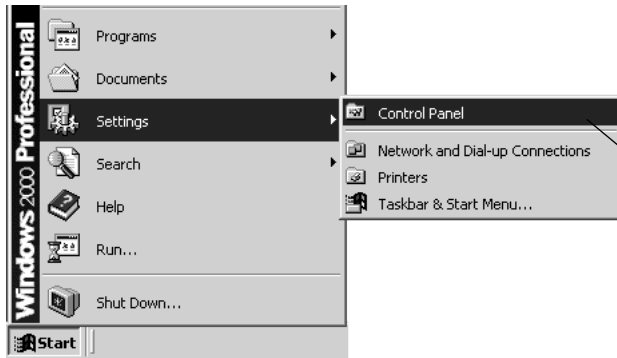 Windows 2000 Professional
Programs
Documents
Settings
Search
Help
Run...
Shut Down...
Start
Control Panel
Network and Dial-up Connections
Printers
Taskbar & Start Menu...